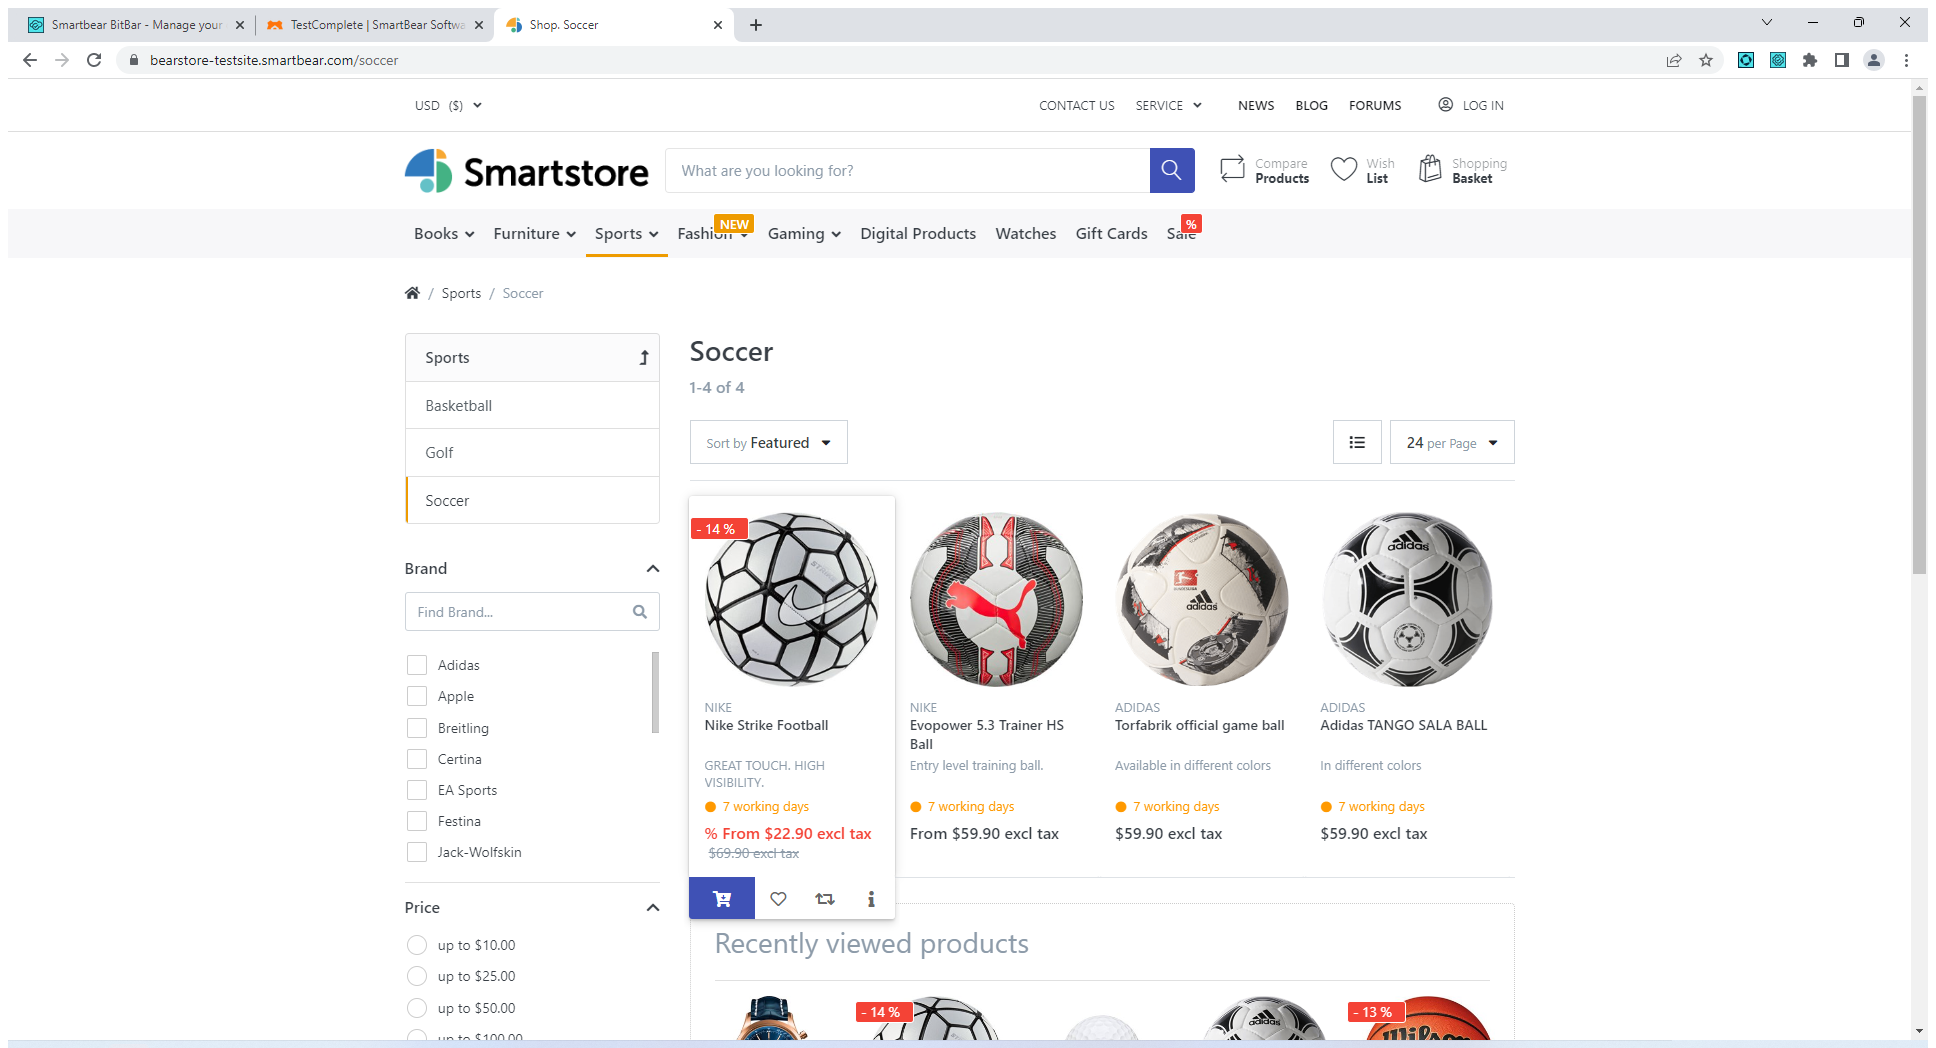 Smartbear BitBar - Manage your
TestComplete | SmartBear Softwa
Shop. Soccer
bearstore-testsite.smartbear.com/soccer
USD ($)
CONTACT US SERVICE NEWS BLOG FORUMS LOG IN
Smartstore
What are you looking for?
Compare Products
Wish List
Shopping Basket
Books Furniture Sports Fashion NEW Gaming Digital Products Watches Gift Cards Sale %
/ Sports / Soccer
Sports
Basketball
Golf
Soccer
Brand
Find Brand...
Adidas
Apple
Breitling
Certina
EA Sports
Festina
Jack-Wolfskin
Price
up to $10.00
up to $25.00
up to $50.00
up to $100.00
Soccer
1-4 of 4
Sort by Featured
24 per Page
- 14 %
STRIKE
NIKE
Nike Strike Football
GREAT TOUCH. HIGH
VISIBILITY.
7 working days
% From $22.90 excl tax
$69.90 excl tax
NIKE
Evopower 5.3 Trainer HS
Ball
Entry level training ball.
7 working days
From $59.90 excl tax
adidas
ADIDAS
Torfabrik official game ball
Available in different colors
7 working days
$59.90 excl tax
adidas
ADIDAS
Adidas TANGO SALA BALL
In different colors
7 working days
$59.90 excl tax
Recently viewed products
- 14 %
adidas
- 13 %
Wilson